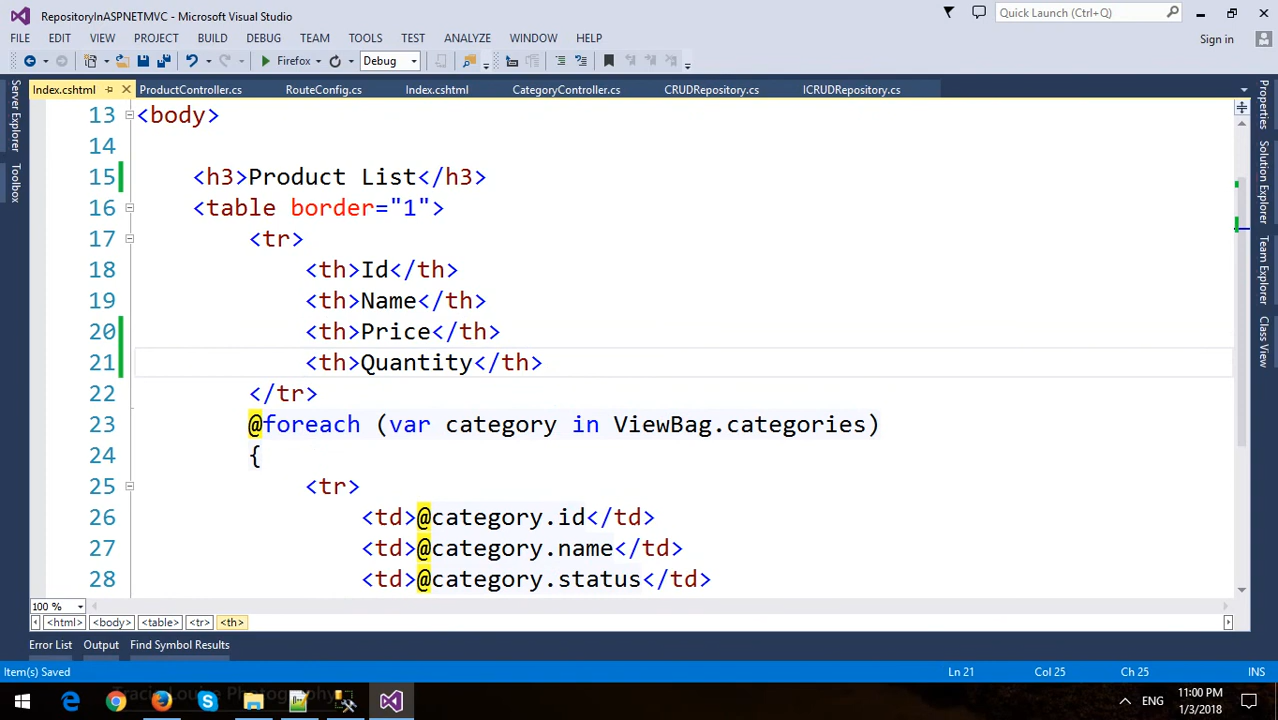 RepositoryInASPNETMVC - Microsoft Visual Studio
Quick Launch (Ctrl+Q)
FILE EDIT VIEW PROJECT BUILD DEBUG TEAM TOOLS TEST ANALYZE WINDOW HELP
Sign in
Firefox Debug
Index.cshtml ProductController.cs RouteConfig.cs Index.cshtml CategoryController.cs CRUDRepository.cs ICRUDRepository.cs
Server Explorer
Toolbox
13 <body>
14
15 <h3>Product List</h3>
16 <table border="1">
17 <tr>
18 <th>Id</th>
19 <th>Name</th>
20 <th>Price</th>
21 <th>Quantity</th>
22 </tr>
23 @foreach (var category in ViewBag.categories)
24 {
25 <tr>
26 <td>@category.id</td>
27 <td>@category.name</td>
28 <td>@category.status</td>
Properties
Solution Explorer
Team Explorer
Class View
100 %
<html> <body> <table> <tr> <th>
Error List Output Find Symbol Results
Item(s) Saved Ln 21 Col 25 Ch 25 INS
Tracie Louise Photography
ENG
11:00 PM
1/3/2018